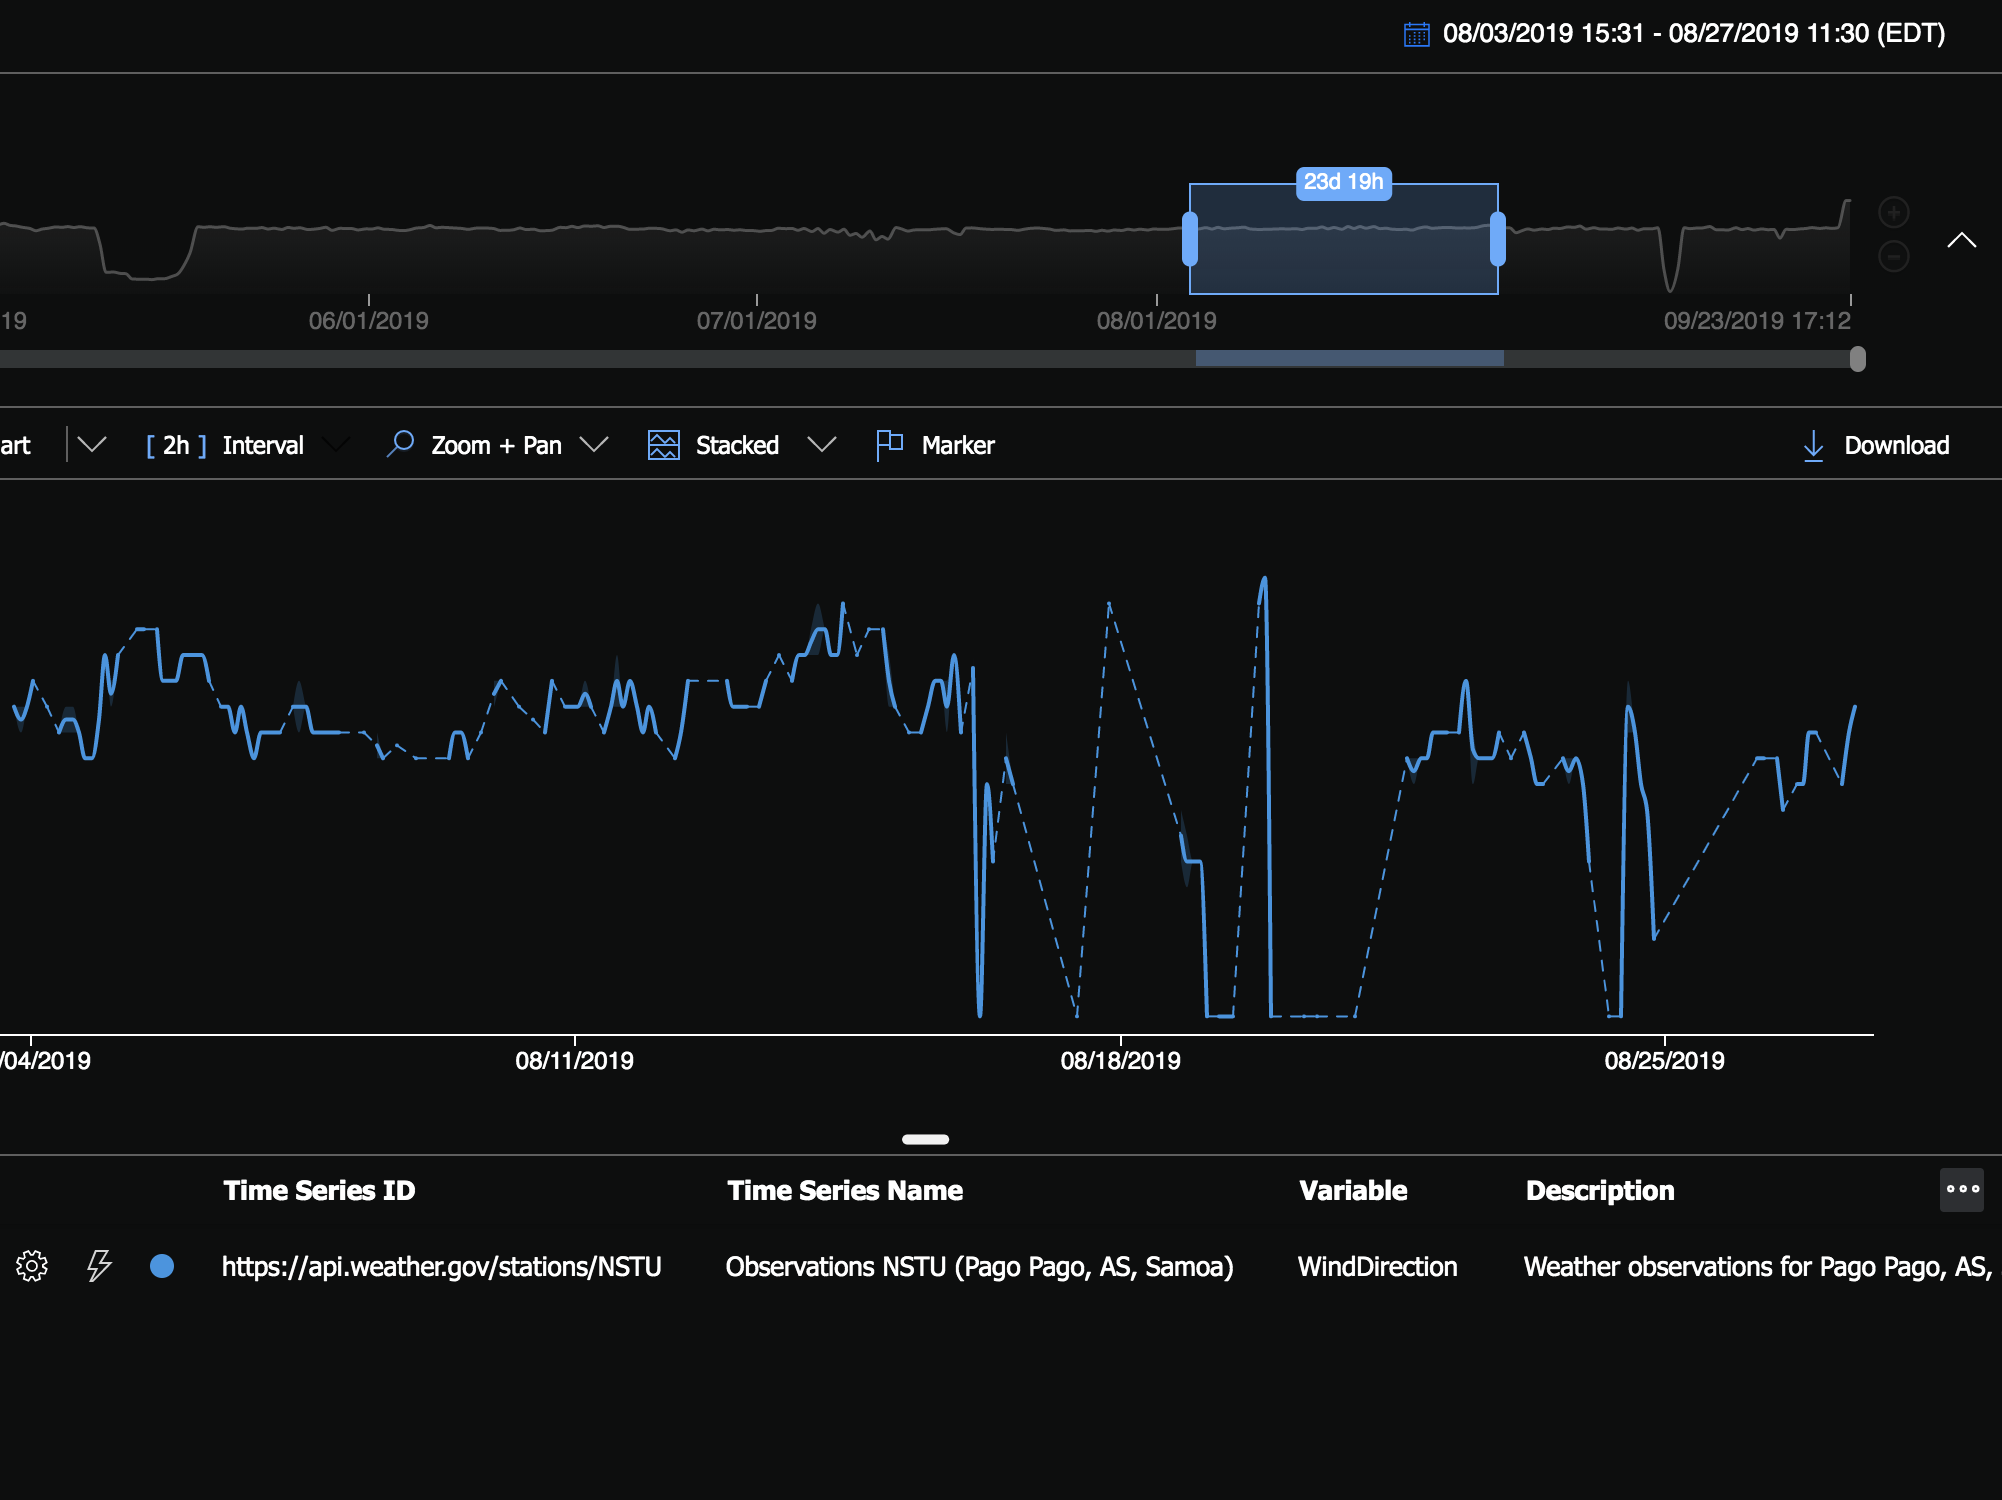 08/03/2019 15:31 - 08/27/2019 11:30 (EDT)
23d 19h
19 06/01/2019 07/01/2019 08/01/2019 09/23/2019 17:12
art [ 2h ] Interval Zoom + Pan Stacked Marker Download
/04/2019 08/11/2019 08/18/2019 08/25/2019
Time Series ID Time Series Name Variable Description
https://api.weather.gov/stations/NSTU Observations NSTU (Pago Pago, AS, Samoa) WindDirection Weather observations for Pago Pago, AS,